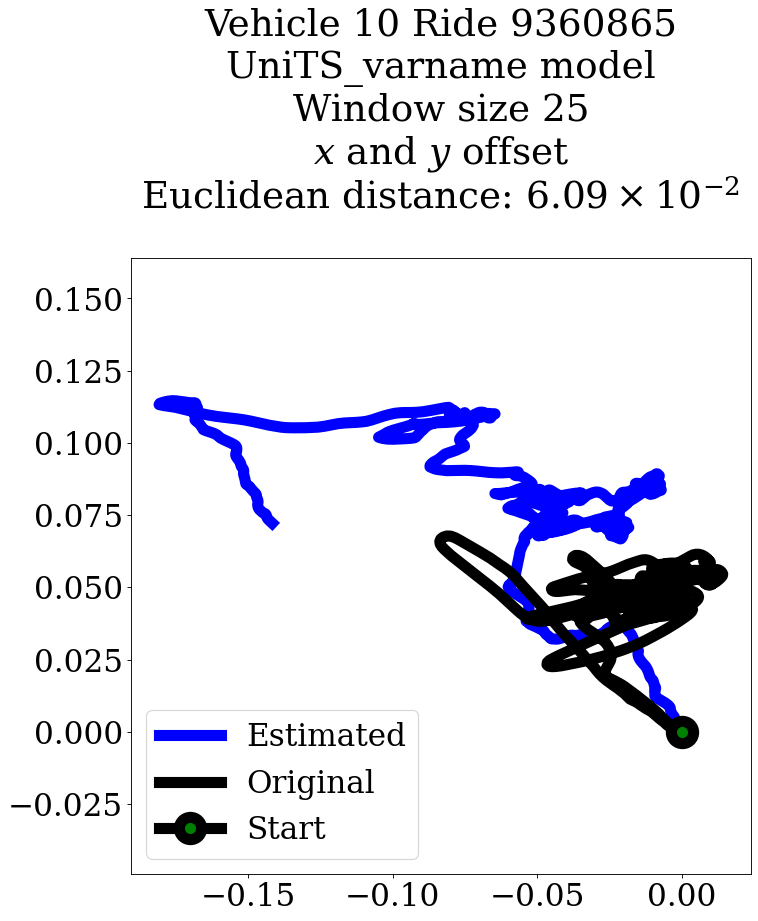 Vehicle 10 Ride 9360865
UniTS_varname model
Window size 25
x and y offset
Euclidean distance: 6.09 × 10⁻²
0.150
0.125
0.100
0.075
0.050
0.025
0.000
−0.025
Estimated
Original
Start
−0.15 −0.10 −0.05 0.00